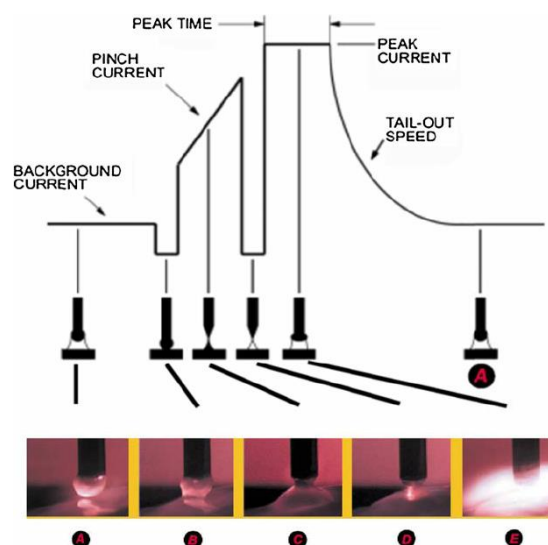 PEAK TIME
PEAK
CURRENT
PINCH
CURRENT
TAIL-OUT
SPEED
BACKGROUND
CURRENT
A
A B C D E